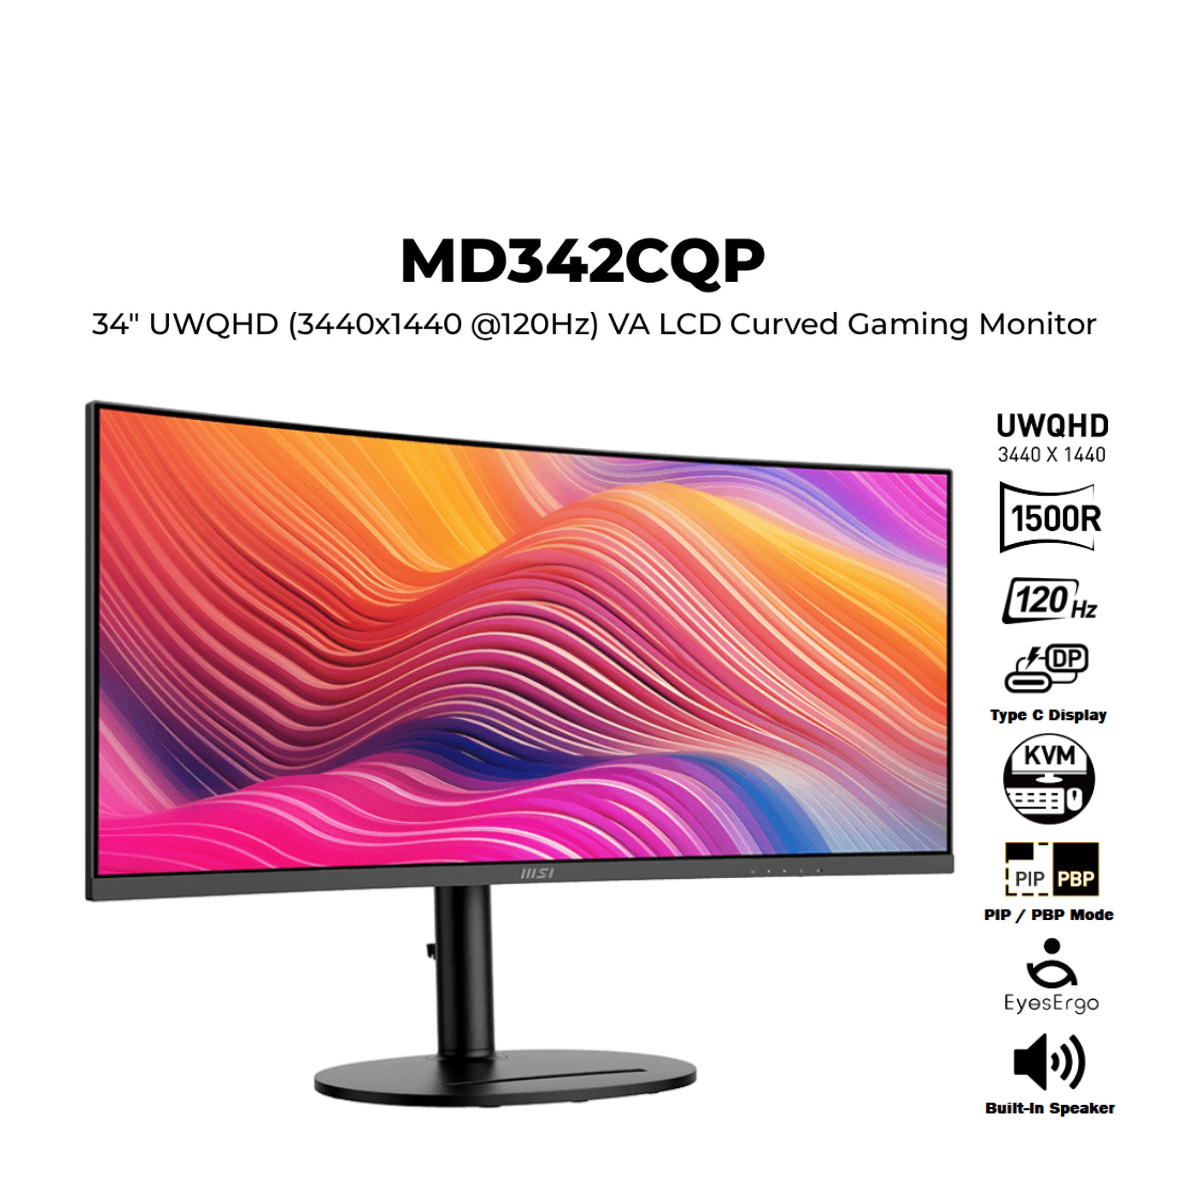 MD342CQP
34" UWQHD (3440x1440 @120Hz) VA LCD Curved Gaming Monitor
UWQHD
3440 X 1440
1500R
120Hz
DP
Type C Display
KVM
PIP PBP
PIP / PBP Mode
EyesErgo
Built-In Speaker
msi